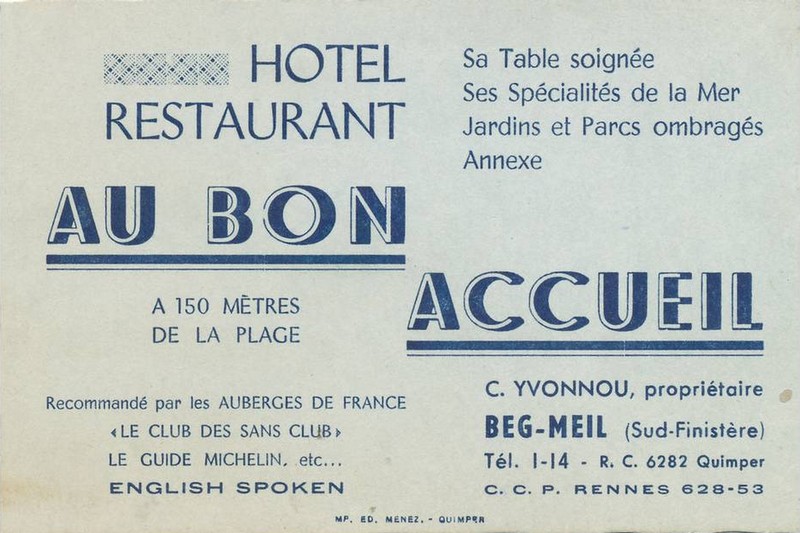 HOTEL
RESTAURANT
AU BON
ACCUEIL
Sa Table soignée
Ses Spécialités de la Mer
Jardins et Parcs ombragés
Annexe
A 150 MÈTRES
DE LA PLAGE
Recommandé par les AUBERGES DE FRANCE
«LE CLUB DES SANS CLUB»
LE GUIDE MICHELIN, etc...
ENGLISH SPOKEN
C. YVONNOU, propriétaire
BEG-MEIL (Sud-Finistère)
Tél. 1-14 - R. C. 6282 Quimper
C. C. P. RENNES 628-53
MP. ED. MENEZ. - QUIMPER